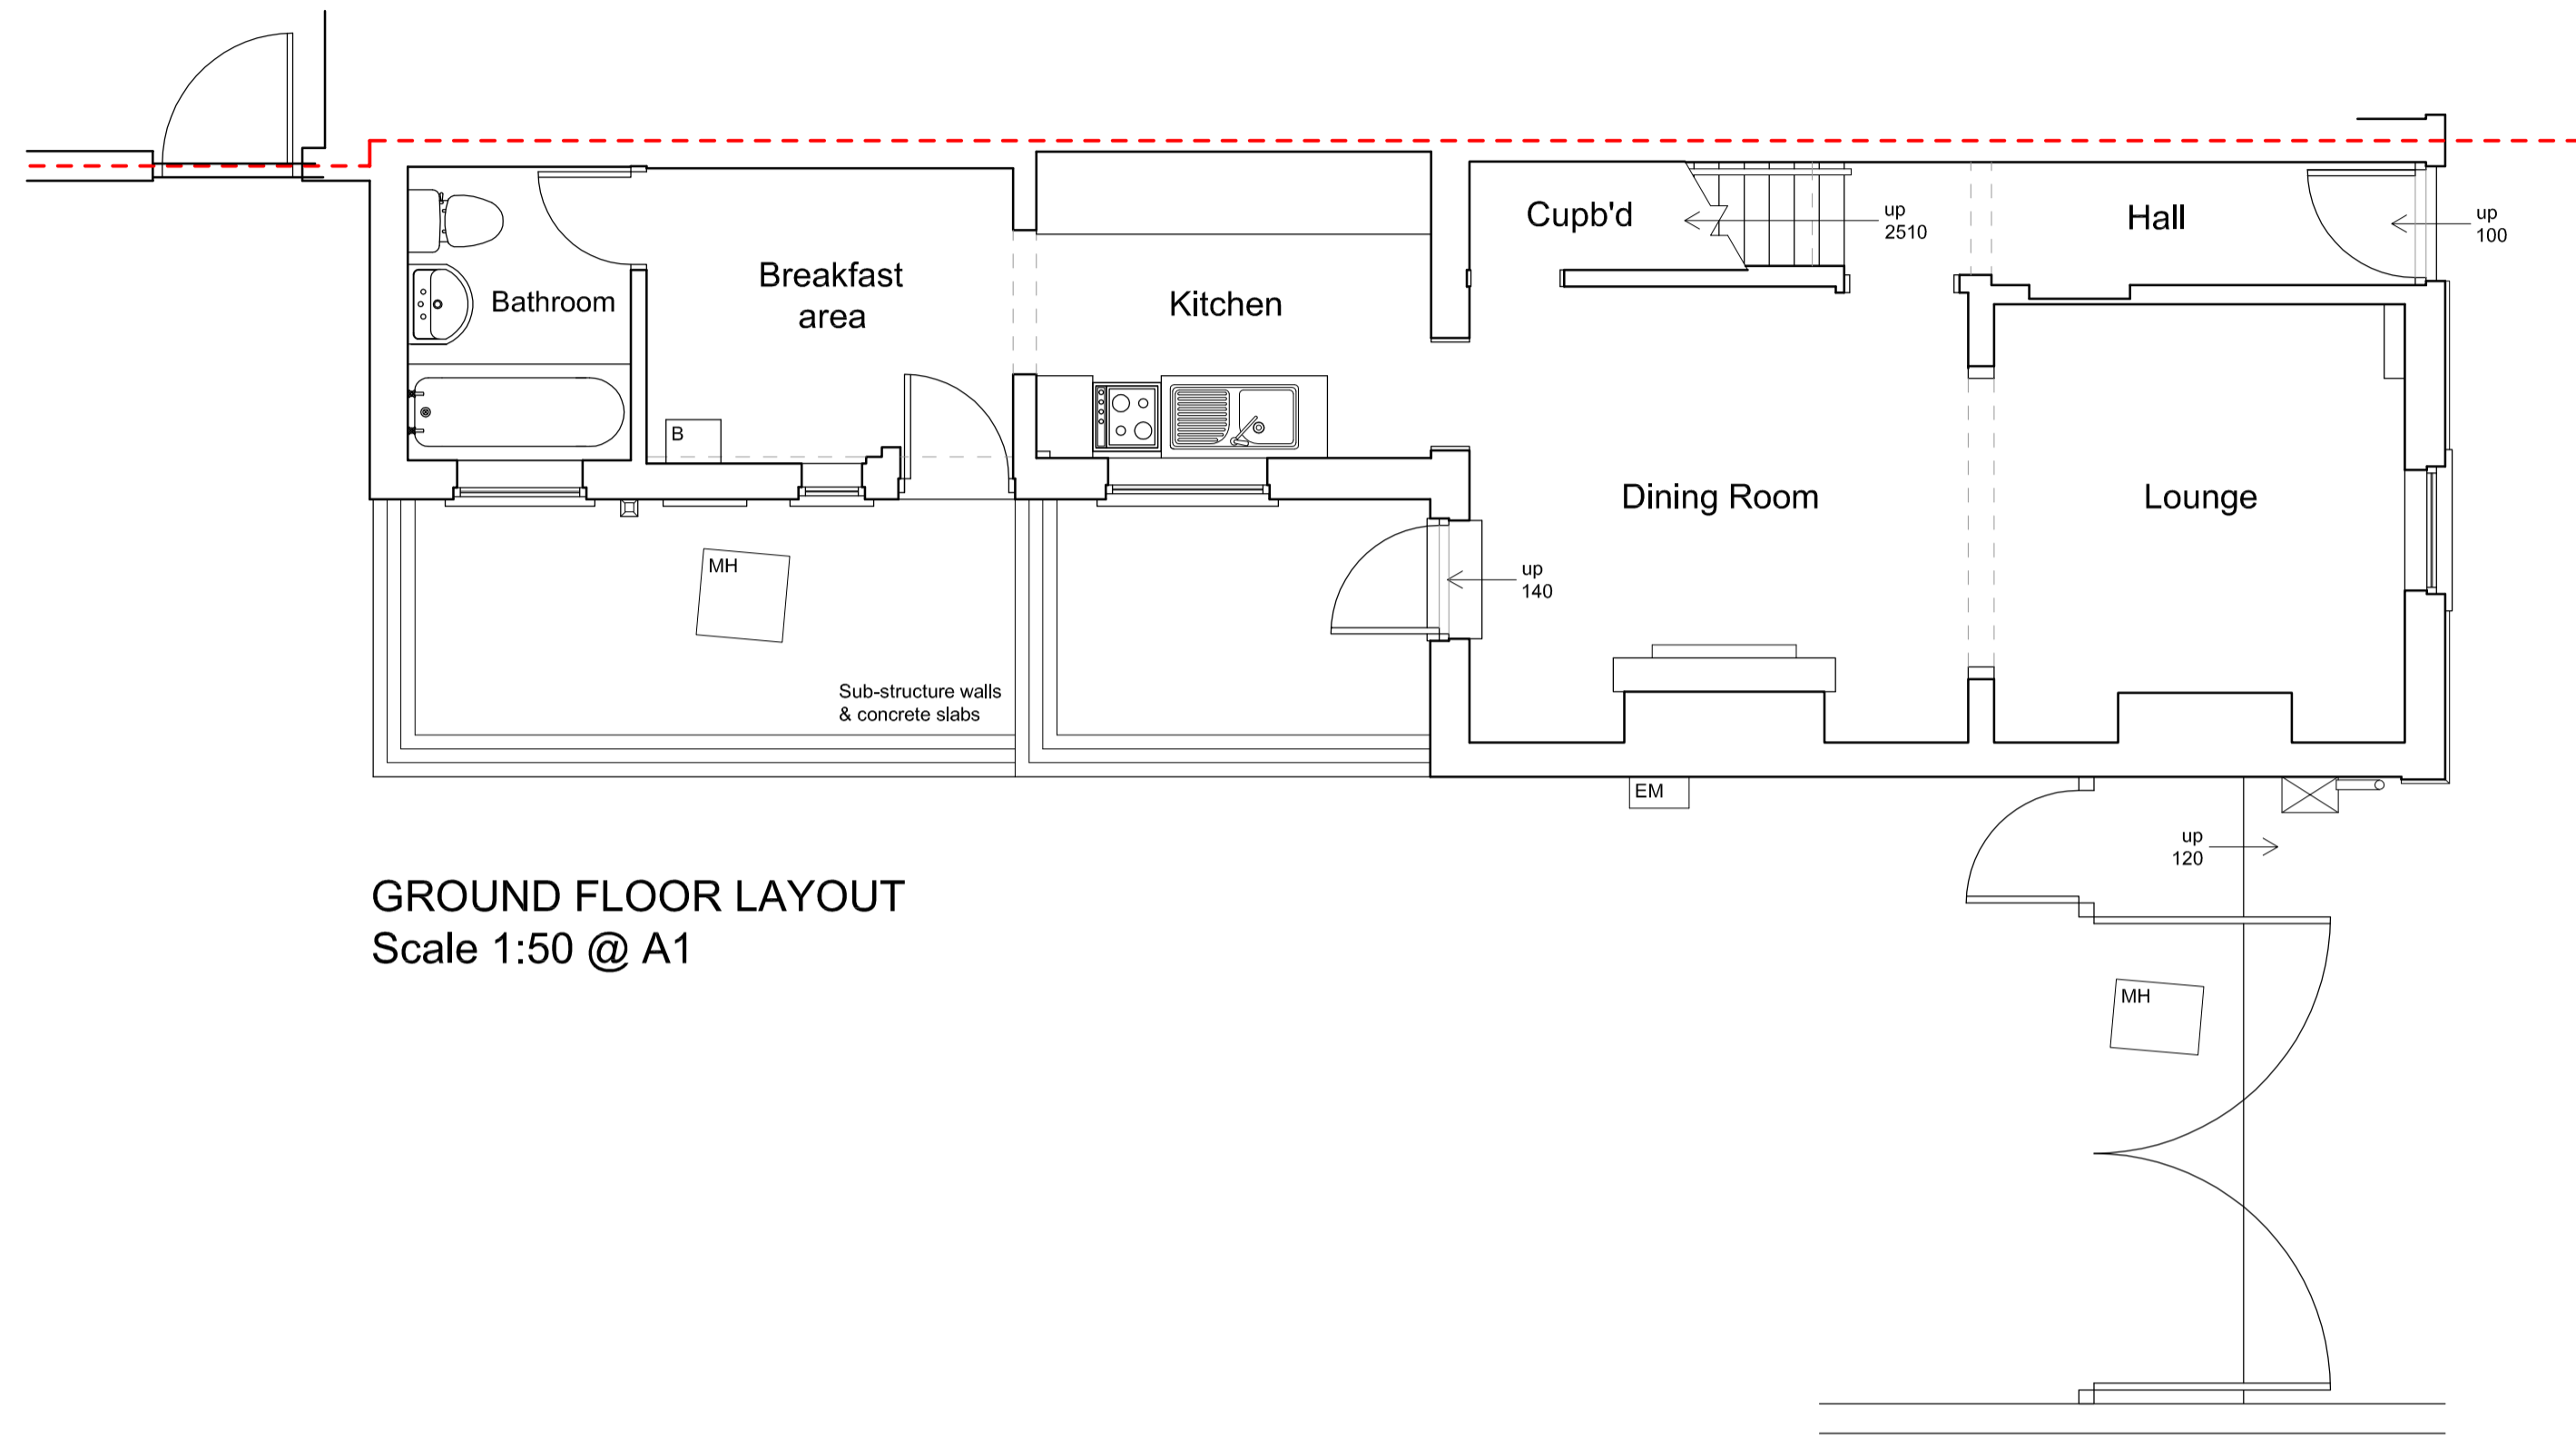 Cupb'd
up
2510
Hall
up
100
Breakfast
area
Bathroom
Kitchen
B
Dining Room
Lounge
MH
up
140
Sub-structure walls
& concrete slabs
EM
up
120
GROUND FLOOR LAYOUT
Scale 1:50 @ A1
MH